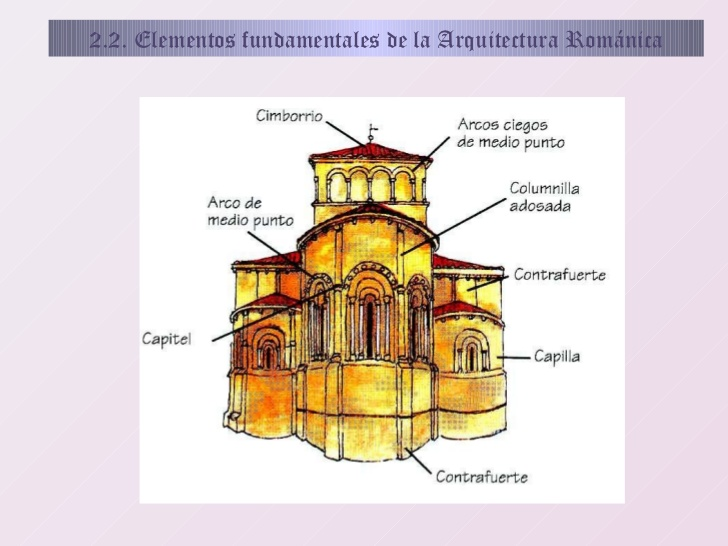 2.2. Elementos fundamentales de la Arquitectura Románica
Cimborrio
Arcos ciegos
de medio punto
Columnilla
adosada
Arco de
medio punto
Contrafuerte
Capitel
Capilla
Contrafuerte